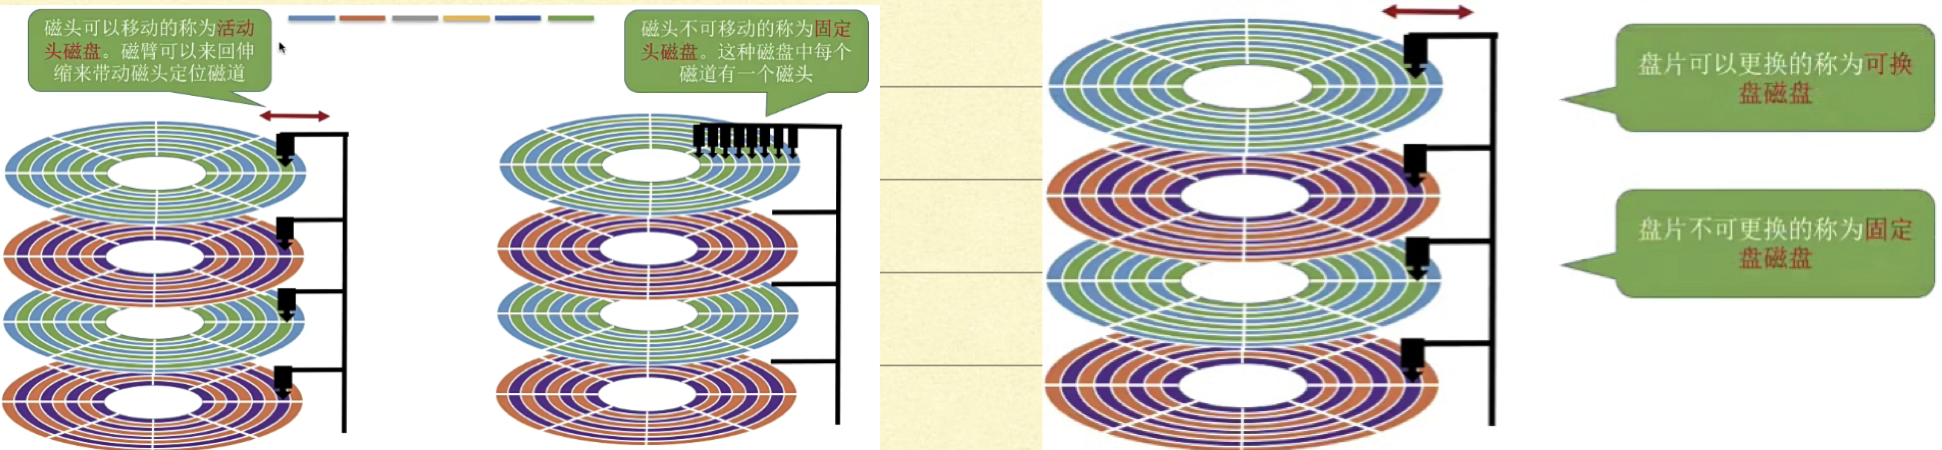 磁头可以移动的称为活动
头磁盘。磁臂可以来回伸
缩来带动磁头定位磁道
磁头不可移动的称为固定
头磁盘。这种磁盘中每个
磁道有一个磁头
盘片可以更换的称为可换
盘磁盘
盘片不可更换的称为固定
盘磁盘